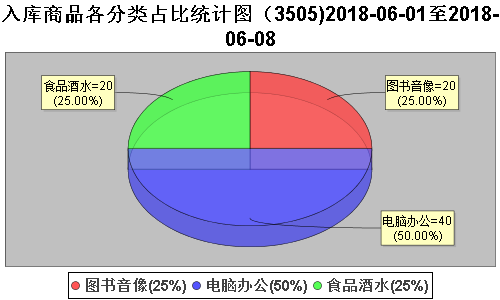 入库商品各分类占比统计图（3505)2018-06-01至2018-
06-08
食品酒水=20
(25.00%)
图书音像=20
(25.00%)
电脑办公=40
(50.00%)
图书音像(25%) 电脑办公(50%) 食品酒水(25%)